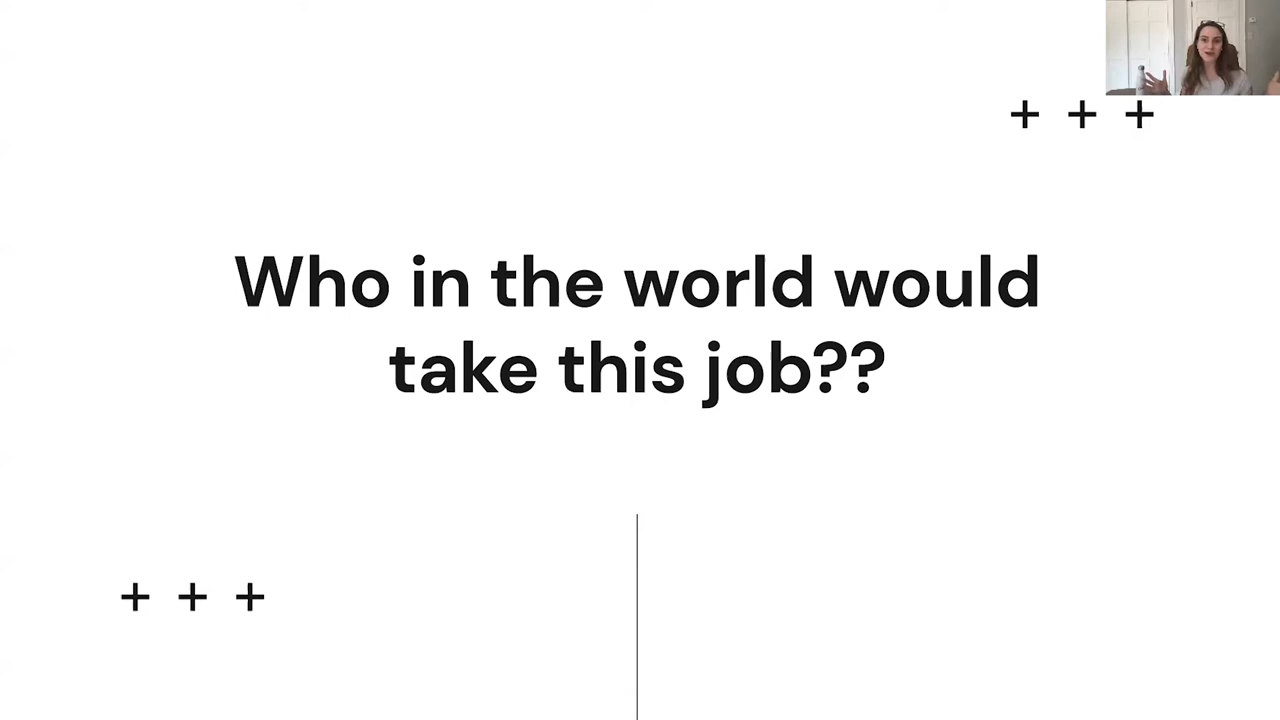 + + +
Who in the world would
take this job??
+ + +